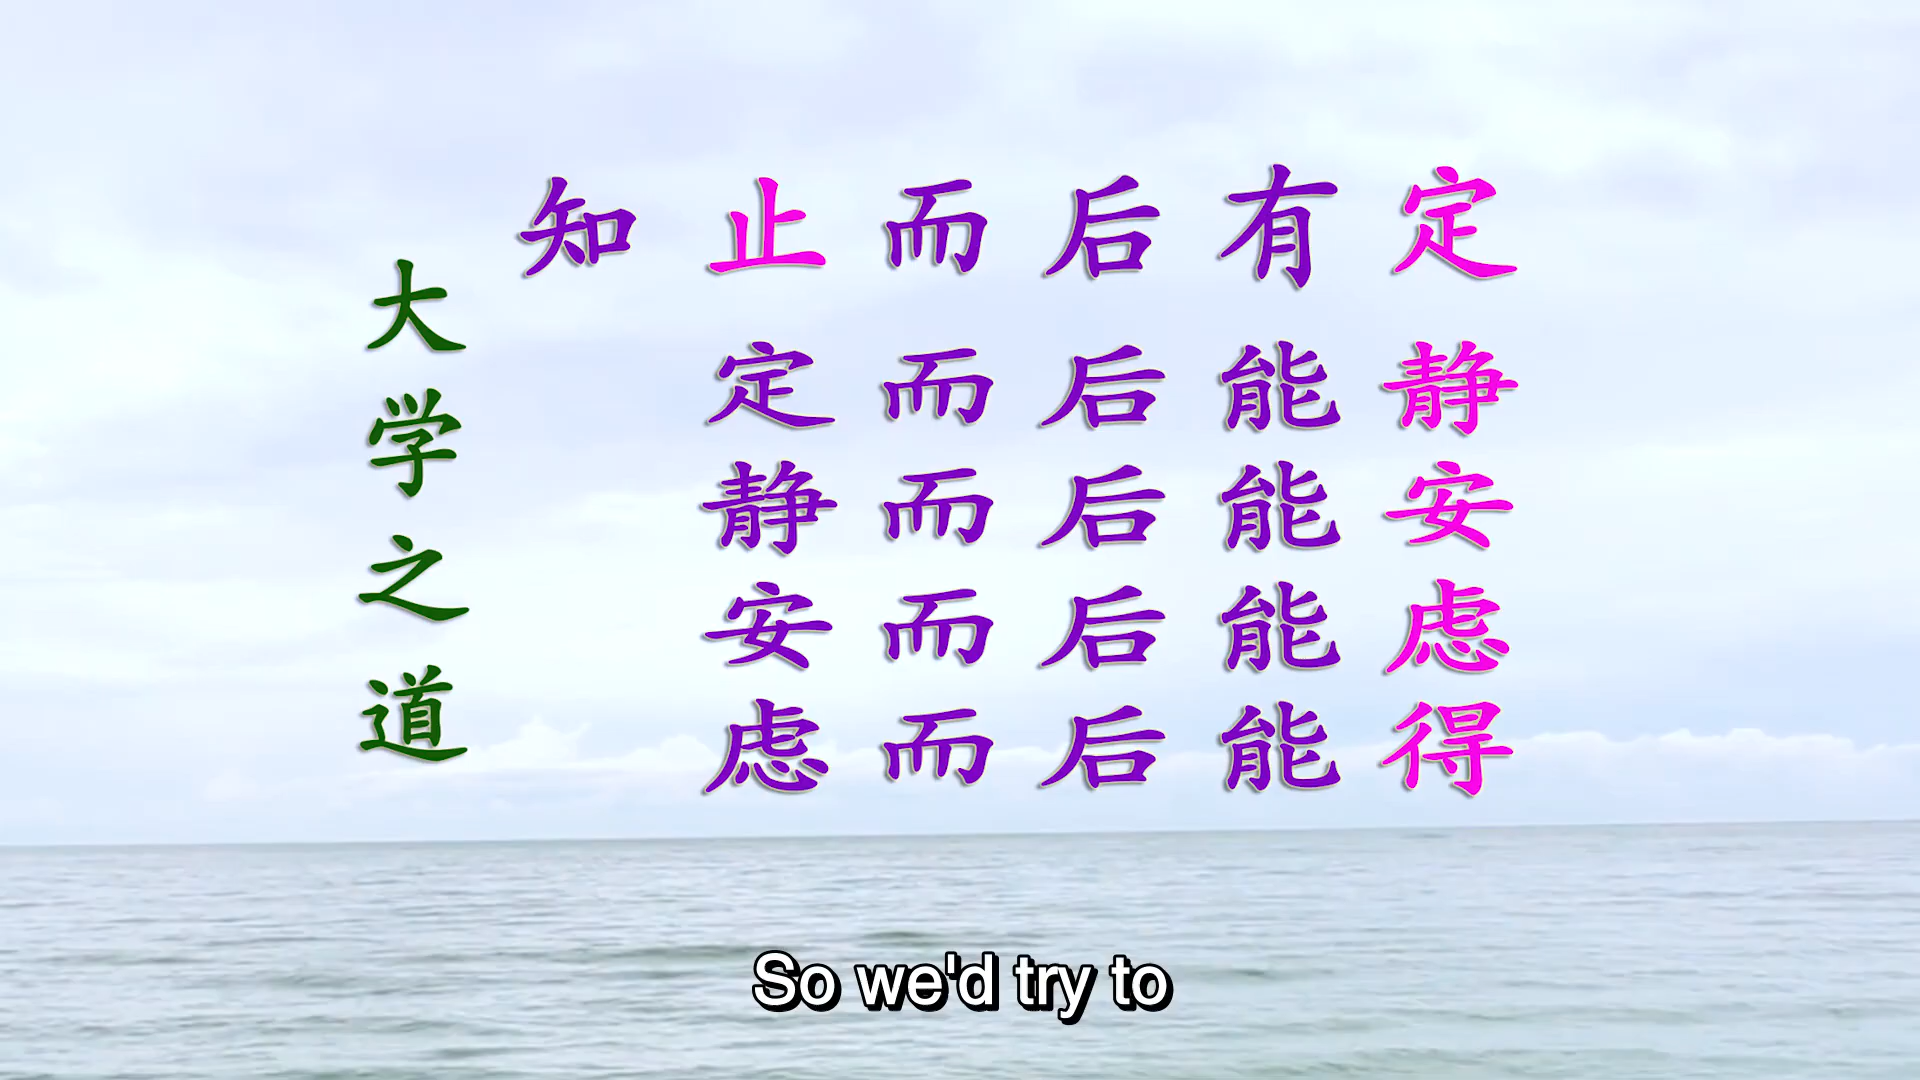 大学之道
知止而后有定
定而后能静
静而后能安
安而后能虑
虑而后能得
So we'd try to